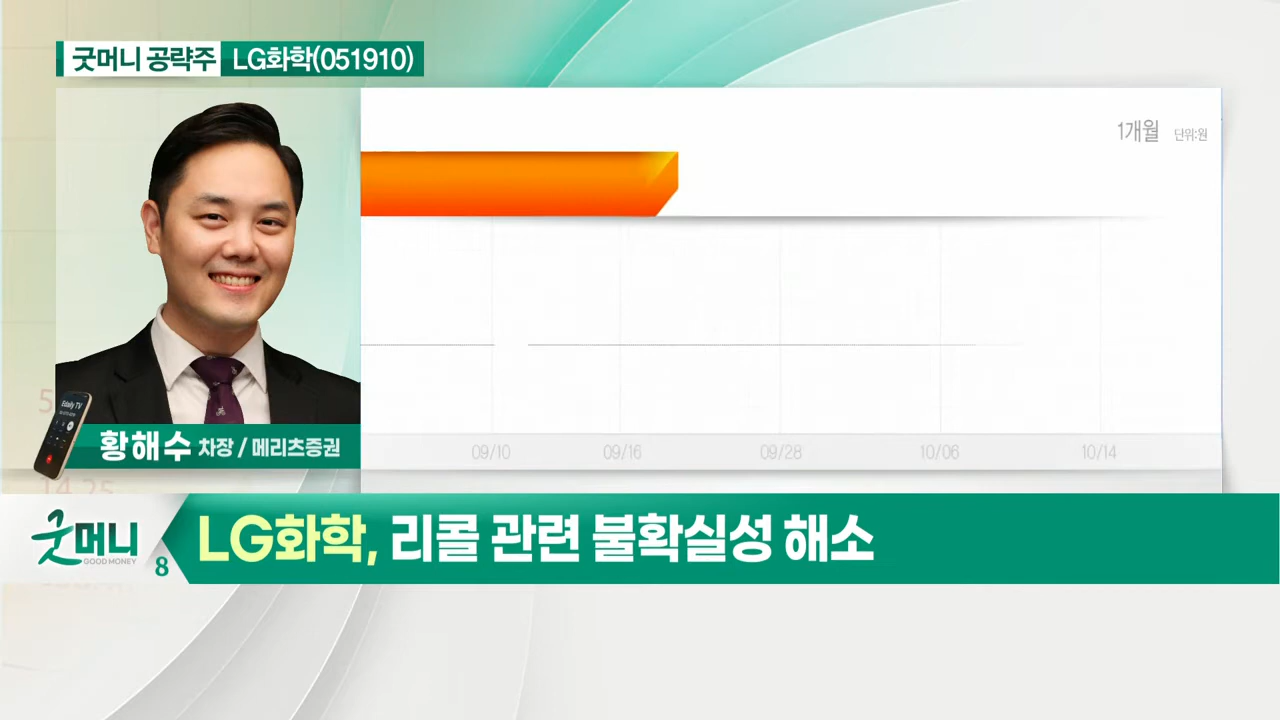 굿머니 공략주 LG화학(051910)
1개월 단위:원
09/10 09/16 09/28 10/06 10/14
Edaily TV
황해수 차장 / 메리츠증권
굿머니
GOOD MONEY
8
LG화학, 리콜 관련 불확실성 해소